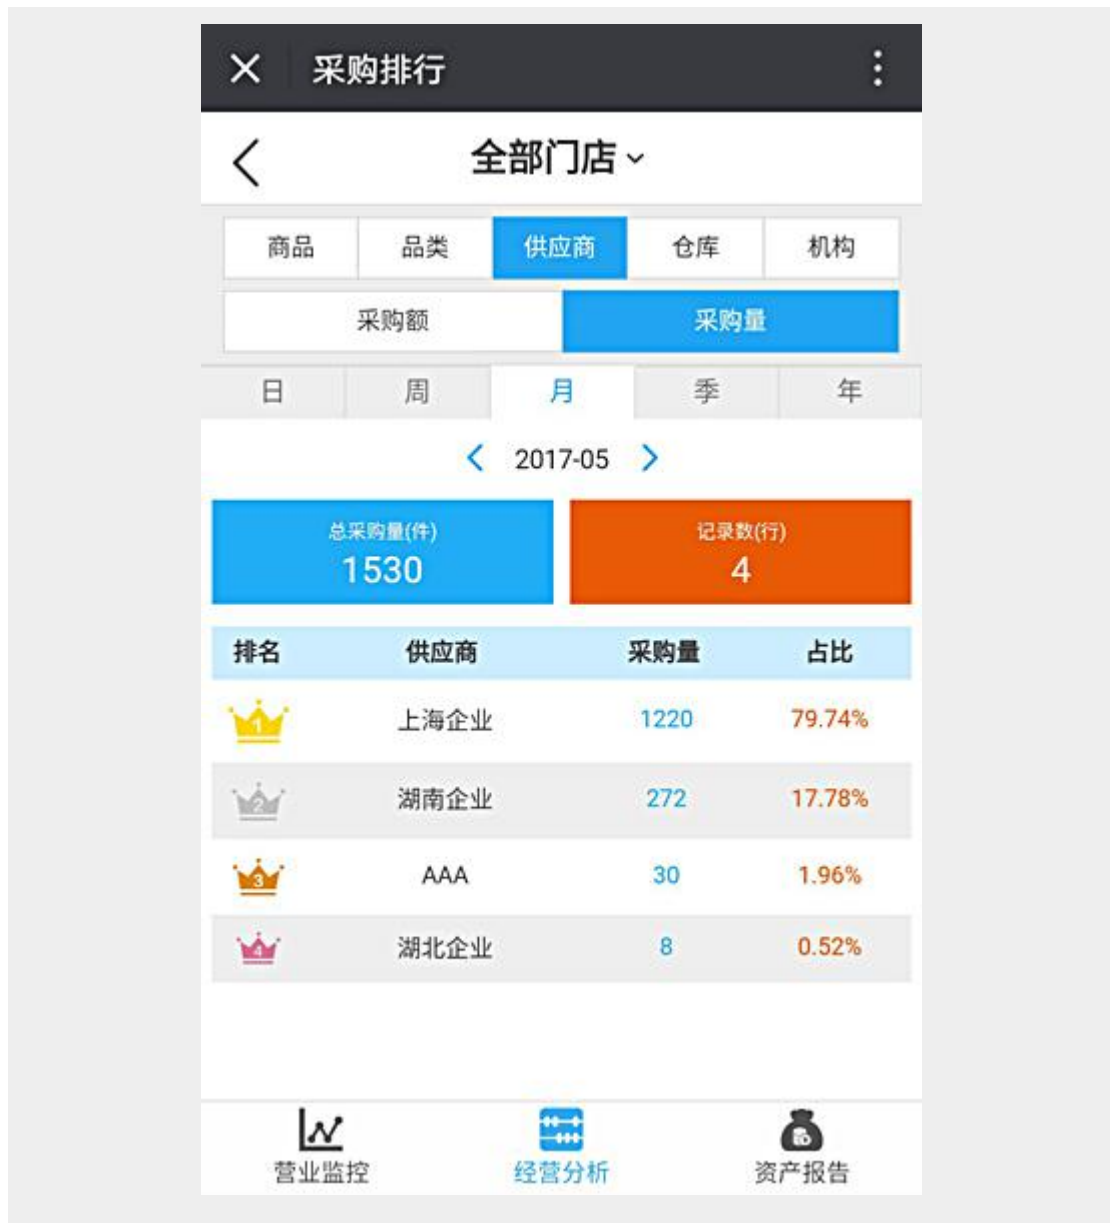 采购排行
全部门店
商品 品类 供应商 仓库 机构
采购额 采购量
日 周 月 季 年
2017-05
总采购量(件) 记录数(行)
1530 4
排名 供应商 采购量 占比
1 上海企业 1220 79.74%
2 湖南企业 272 17.78%
3 AAA 30 1.96%
4 湖北企业 8 0.52%
营业监控 经营分析 资产报告